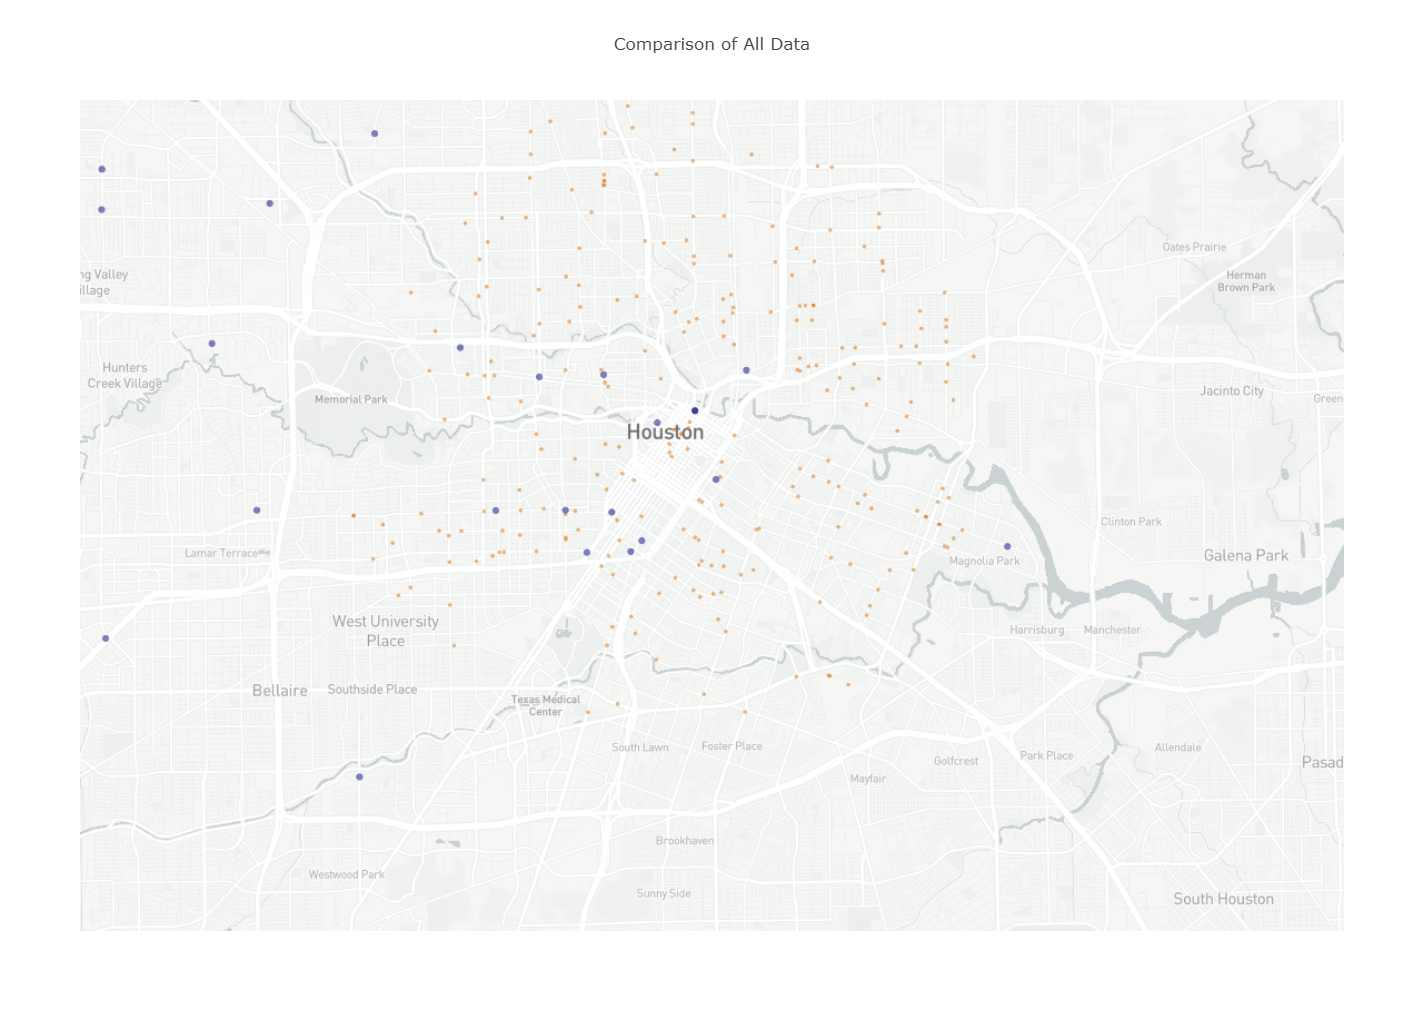 Comparison of All Data
Oates Prairie
ng Valley
illage
Herman
Brown Park
Hunters
Creek Village
Memorial Park
Jacinto City
Green
Houston
Clinton Park
Lamar Terrace
Magnolia Park
Galena Park
West University
Place
Harrisburg
Manchester
Bellaire
Southside Place
Texas Medical
Center
South Lawn
Foster Place
Golfcrest
Park Place
Allendale
Pasad
Mayfair
Brookhaven
Westwood Park
Sunny Side
South Houston